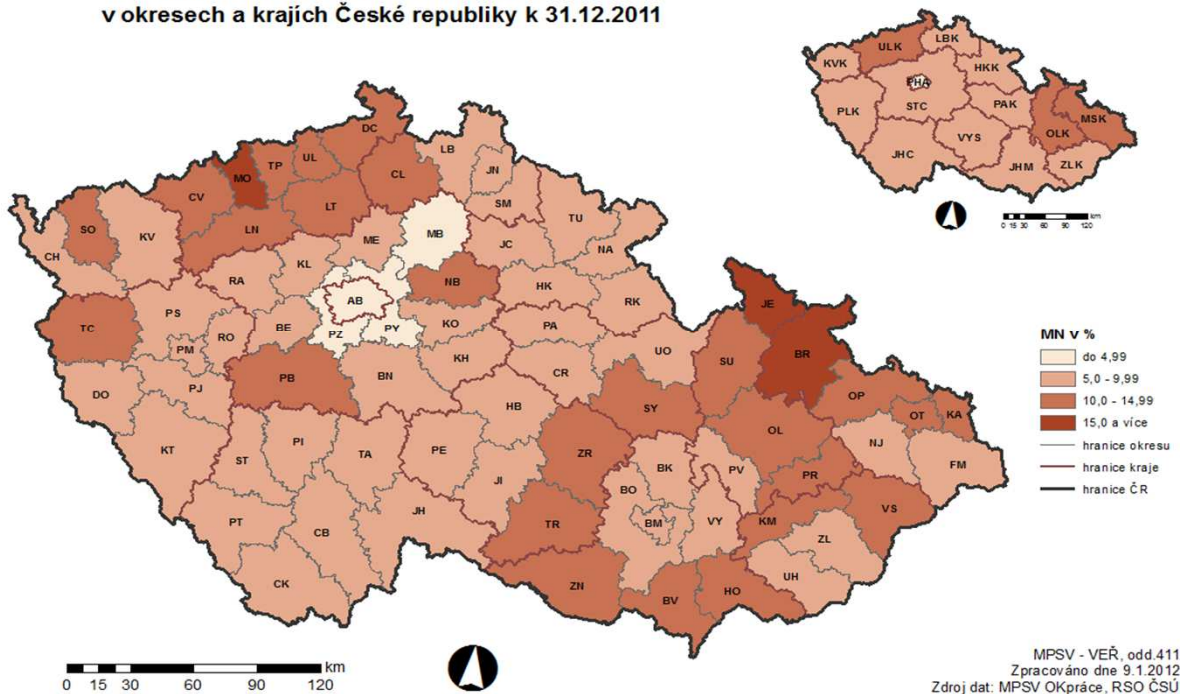 v okresech a krajích České republiky k 31.12.2011
ULK
LBK
KVK
HKK
PHA
STC
PLK
PAK
MSK
OLK
VYS
JHC
JHM
ZLK
km
0 15 30 60 90 120
DC
LB
UL
TP
MO
CL
JN
CV
LT
SM
SO
KV
TU
LN
ME
MB
JC
NA
CH
KL
RA
NB
AB
HK
RK
JE
TC
PS
BE
PZ
PY
KO
PA
RO
PM
UO
SU
BR
KH
CR
DO
PJ
PB
BN
OP
OT
KA
HB
SY
OL
NJ
KT
ST
PI
TA
PE
ZR
FM
BK
PV
PR
JI
BO
PT
CB
JH
TR
BM
VY
KM
VS
ZL
CK
ZN
BV
HO
UH
MN v %
do 4,99
5,0 - 9,99
10,0 - 14,99
15,0 a více
hranice okresu
hranice kraje
hranice ČR
km
0 15 30 60 90 120
MPSV - VEŘ, odd.411
Zpracováno dne 9.1.2012
Zdroj dat: MPSV OKpráce, RSO ČSÚ